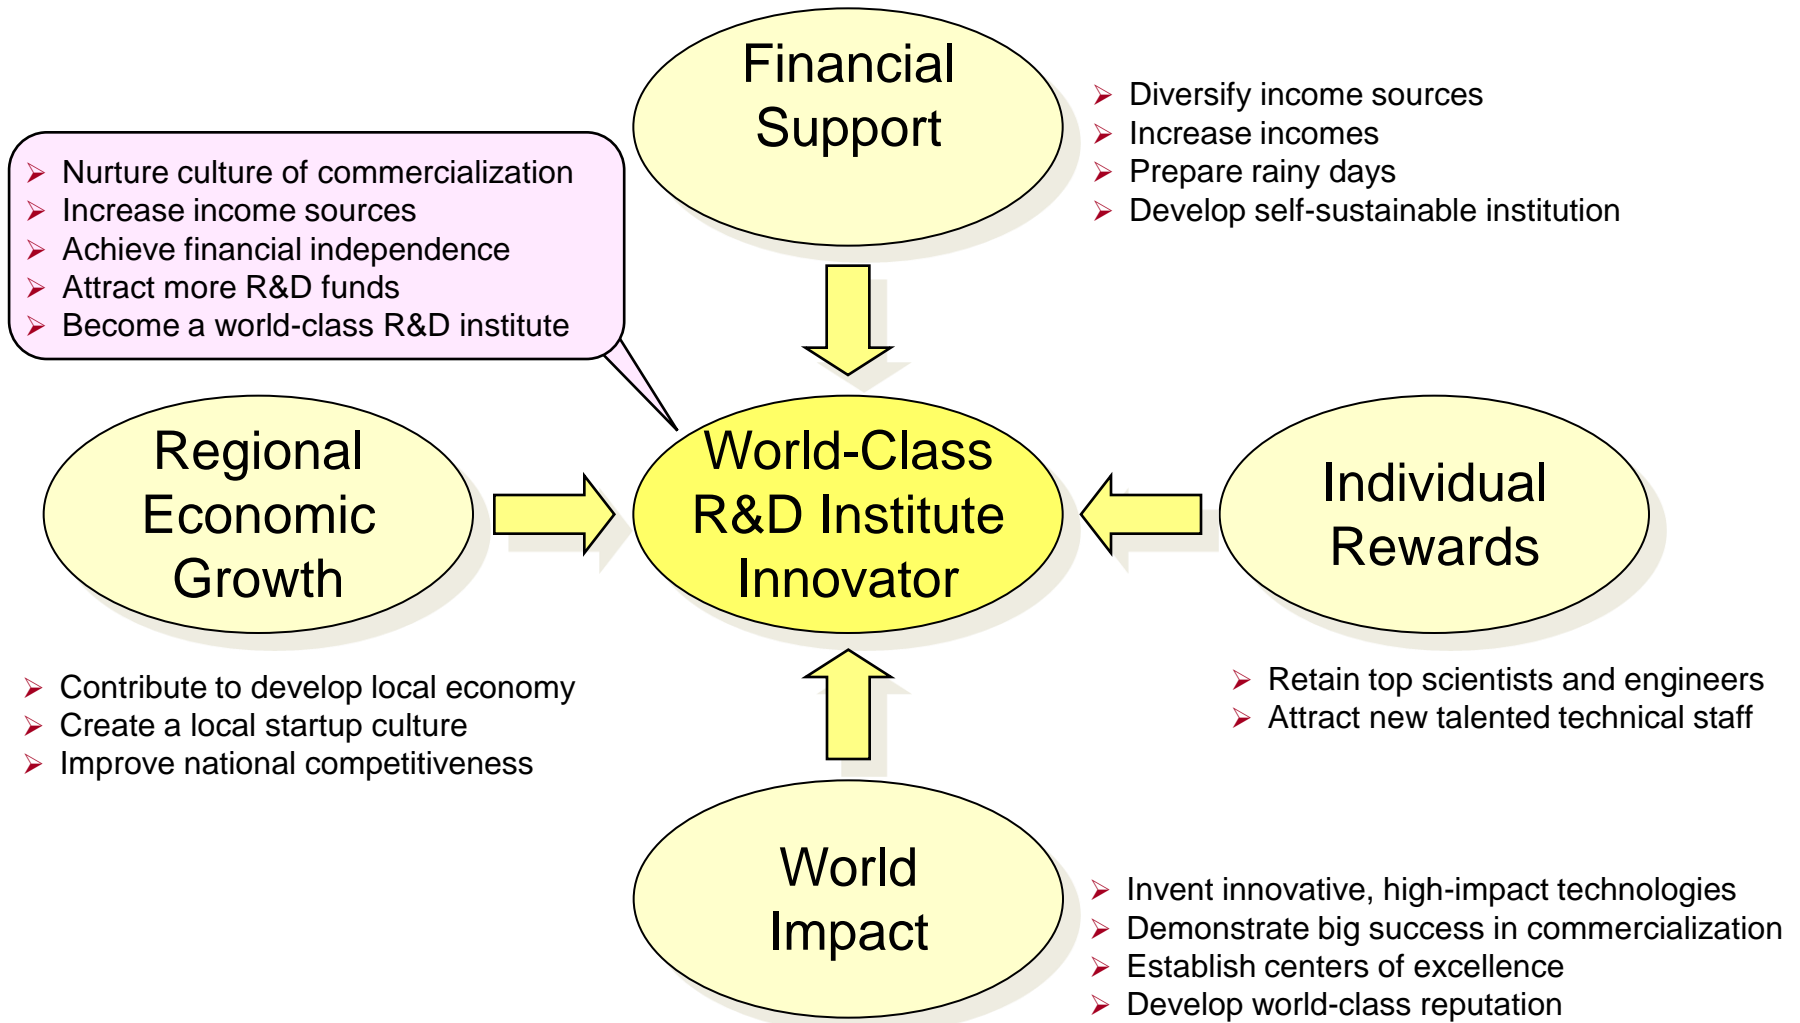 Financial
Support
Diversify income sources
Increase incomes
Prepare rainy days
Develop self-sustainable institution
Nurture culture of commercialization
Increase income sources
Achieve financial independence
Attract more R&D funds
Become a world-class R&D institute
Regional
Economic
Growth
World-Class
R&D Institute
Innovator
Individual
Rewards
Contribute to develop local economy
Create a local startup culture
Improve national competitiveness
Retain top scientists and engineers
Attract new talented technical staff
World
Impact
Invent innovative, high-impact technologies
Demonstrate big success in commercialization
Establish centers of excellence
Develop world-class reputation